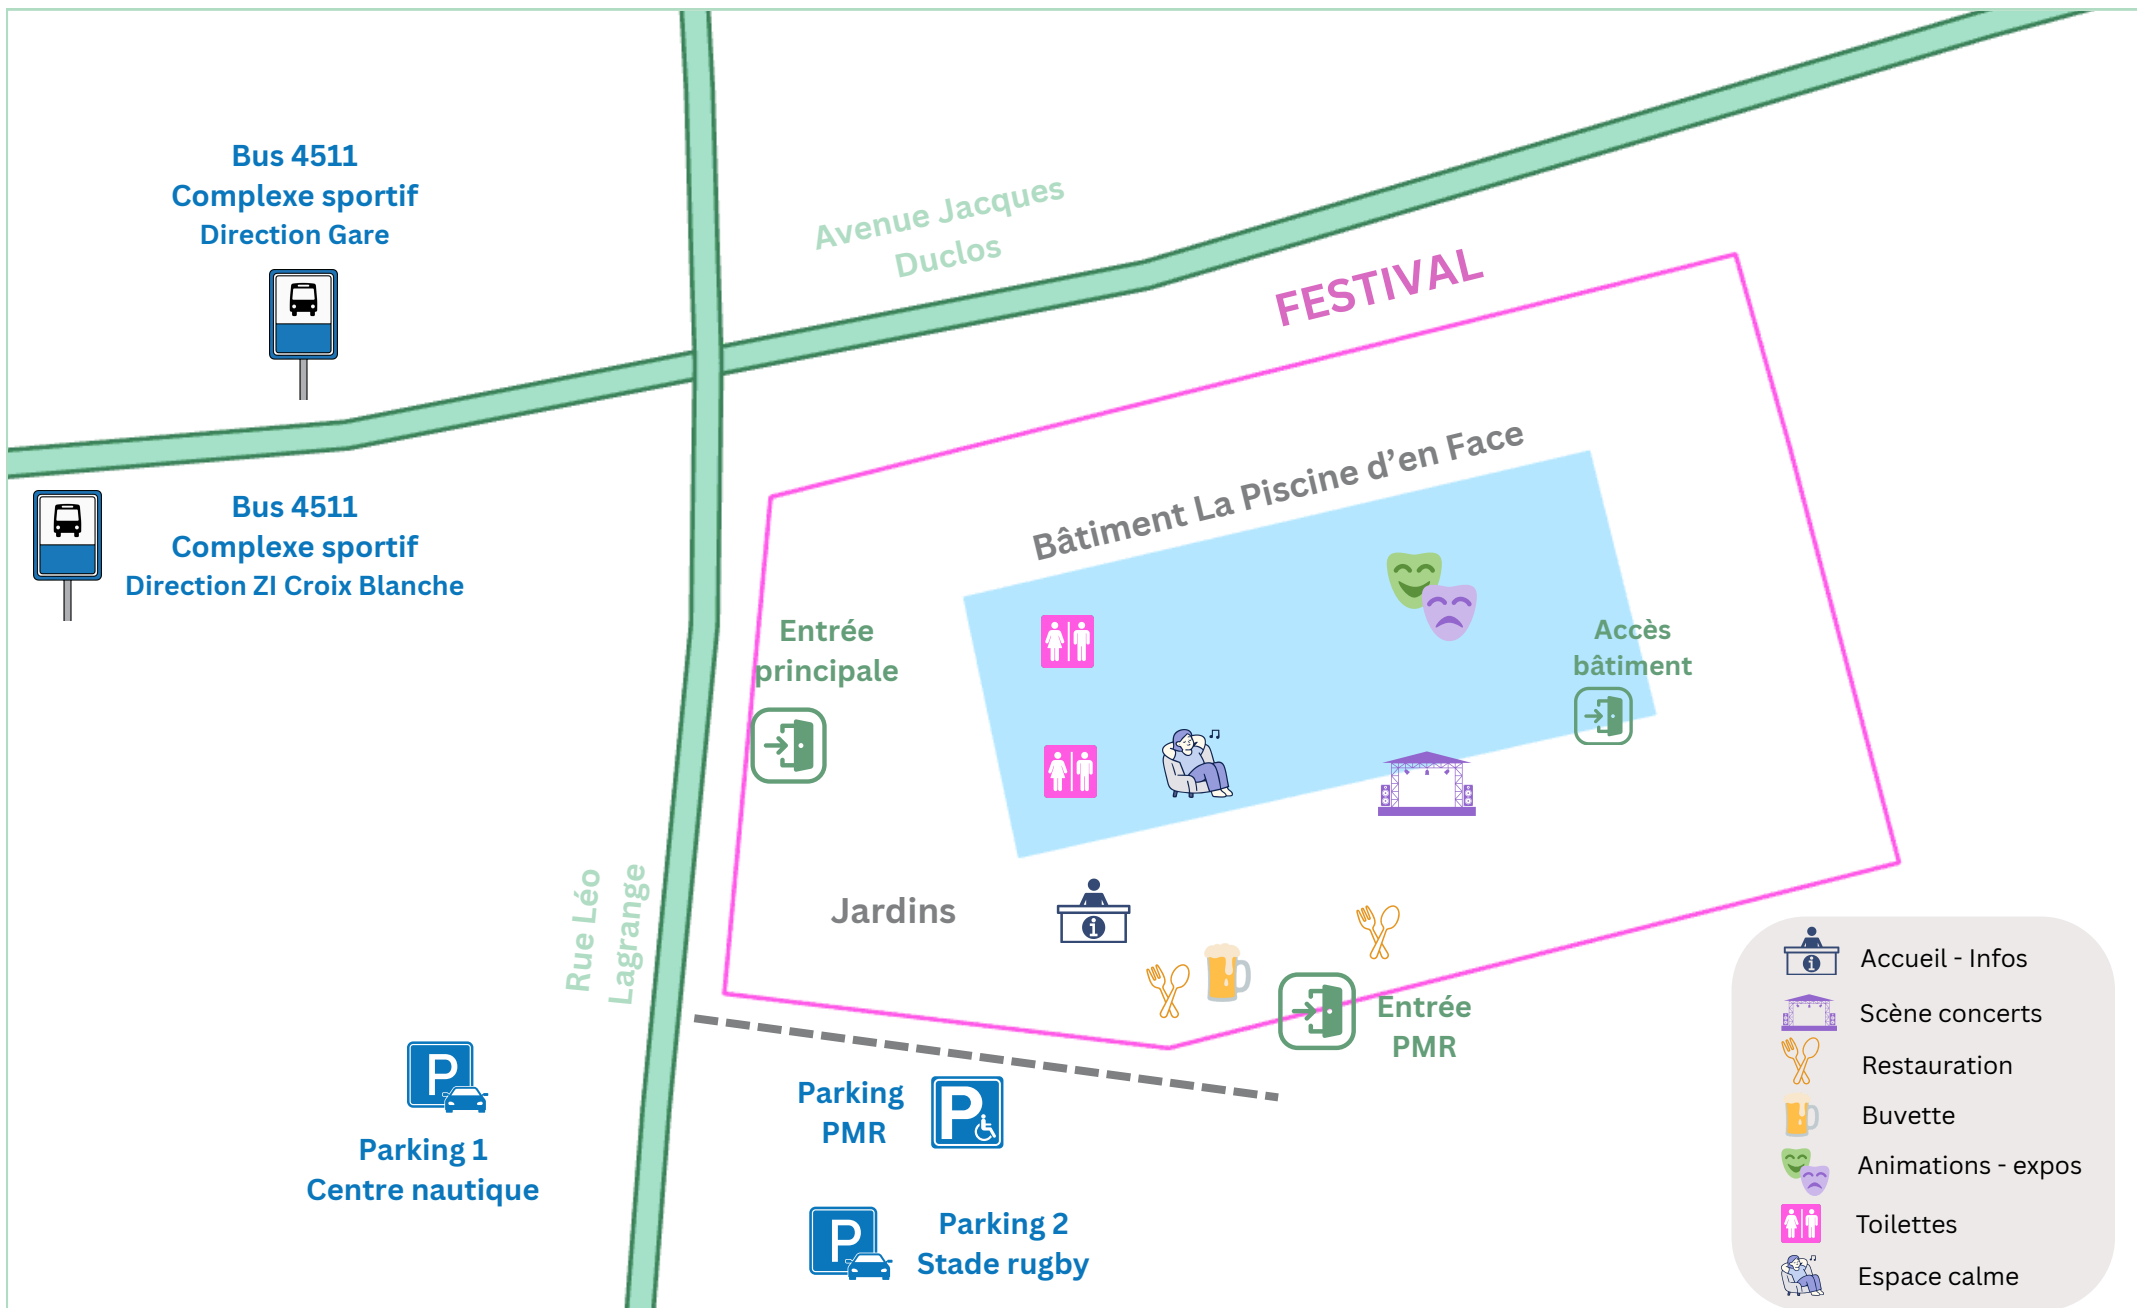 Bus 4511
Complexe sportif
Direction Gare
Avenue Jacques
Duclos
FESTIVAL
Bus 4511
Complexe sportif
Direction ZI Croix Blanche
Bâtiment La Piscine d'en Face
Entrée
principale
Accès
bâtiment
Rue Léo
Lagrange
Jardins
i
Entrée
PMR
P
Parking 1
Centre nautique
Parking
PMR
P
P
Parking 2
Stade rugby
i
Accueil - Infos
Scène concerts
Restauration
Buvette
Animations - expos
Toilettes
Espace calme